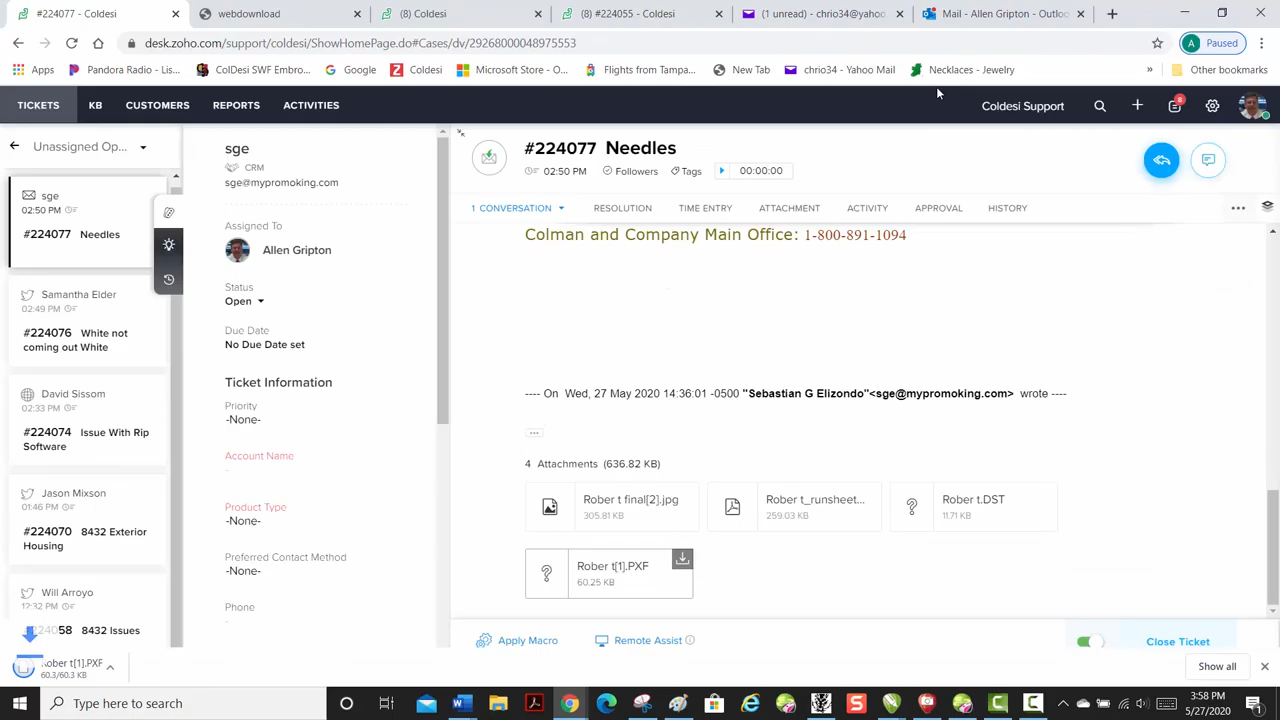 #224077 - Coldesi
webdownload
(8) Coldesi
(8) #224055 - Coldesi
(1 unread) - chrio34@yahoo
Mail - Allen Gripton - Outloo
desk.zoho.com/support/coldesi/ShowHomePage.do#Cases/dv/29268000048975553
A Paused
Apps
Pandora Radio - Lis...
ColDesi SWF Embro...
Google
Coldesi
Microsoft Store - O...
Flights from Tampa...
New Tab
chrio34 - Yahoo Mail
Necklaces - Jewelry
»
Other bookmarks
TICKETS KB CUSTOMERS REPORTS ACTIVITIES
Coldesi Support
8
Unassigned Op...
sge
02:50 PM
#224077 Needles
Samantha Elder
02:49 PM
#224076 White not
coming out White
David Sissom
02:33 PM
#224074 Issue With Rip
Software
Jason Mixson
01:46 PM
#224070 8432 Exterior
Housing
Will Arroyo
12:32 PM
#224058 8432 Issues
sge
CRM
sge@mypromoking.com
Assigned To
Allen Gripton
Status
Open
Due Date
No Due Date set
Ticket Information
Priority
-None-
Account Name
-
Product Type
-None-
Preferred Contact Method
-None-
Phone
-
#224077 Needles
02:50 PM Followers Tags 00:00:00
1 CONVERSATION RESOLUTION TIME ENTRY ATTACHMENT ACTIVITY APPROVAL HISTORY
Colman and Company Main Office: 1-800-891-1094
---- On Wed, 27 May 2020 14:36:01 -0500 "Sebastian G Elizondo"<sge@mypromoking.com> wrote ----
...
4 Attachments (636.82 KB)
Rober t final[2].jpg
305.81 KB
Rober t_runsheet...
259.03 KB
Rober t.DST
11.71 KB
Rober t[1].PXF
60.25 KB
Apply Macro
Remote Assist
Close Ticket
Rober t[1].PXF
60.3/60.3 KB
Show all
Type here to search
3:58 PM
5/27/2020